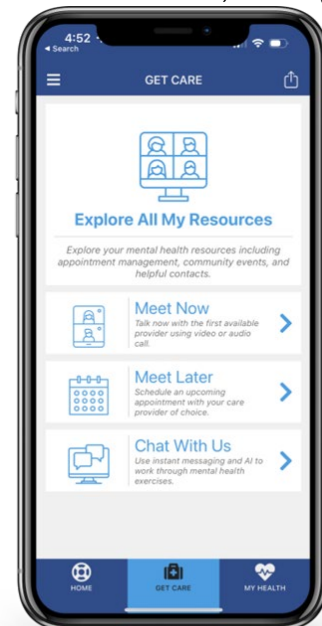 4:52
◂ Search
GET CARE
Explore All My Resources
Explore your mental health resources including
appointment management, community events, and
helpful contacts.
Meet Now
Talk now with the first available
provider using video or audio
call.
Meet Later
Schedule an upcoming
appointment with your care
provider of choice.
Chat With Us
Use instant messaging and AI to
work through mental health
exercises.
HOME
GET CARE
MY HEALTH